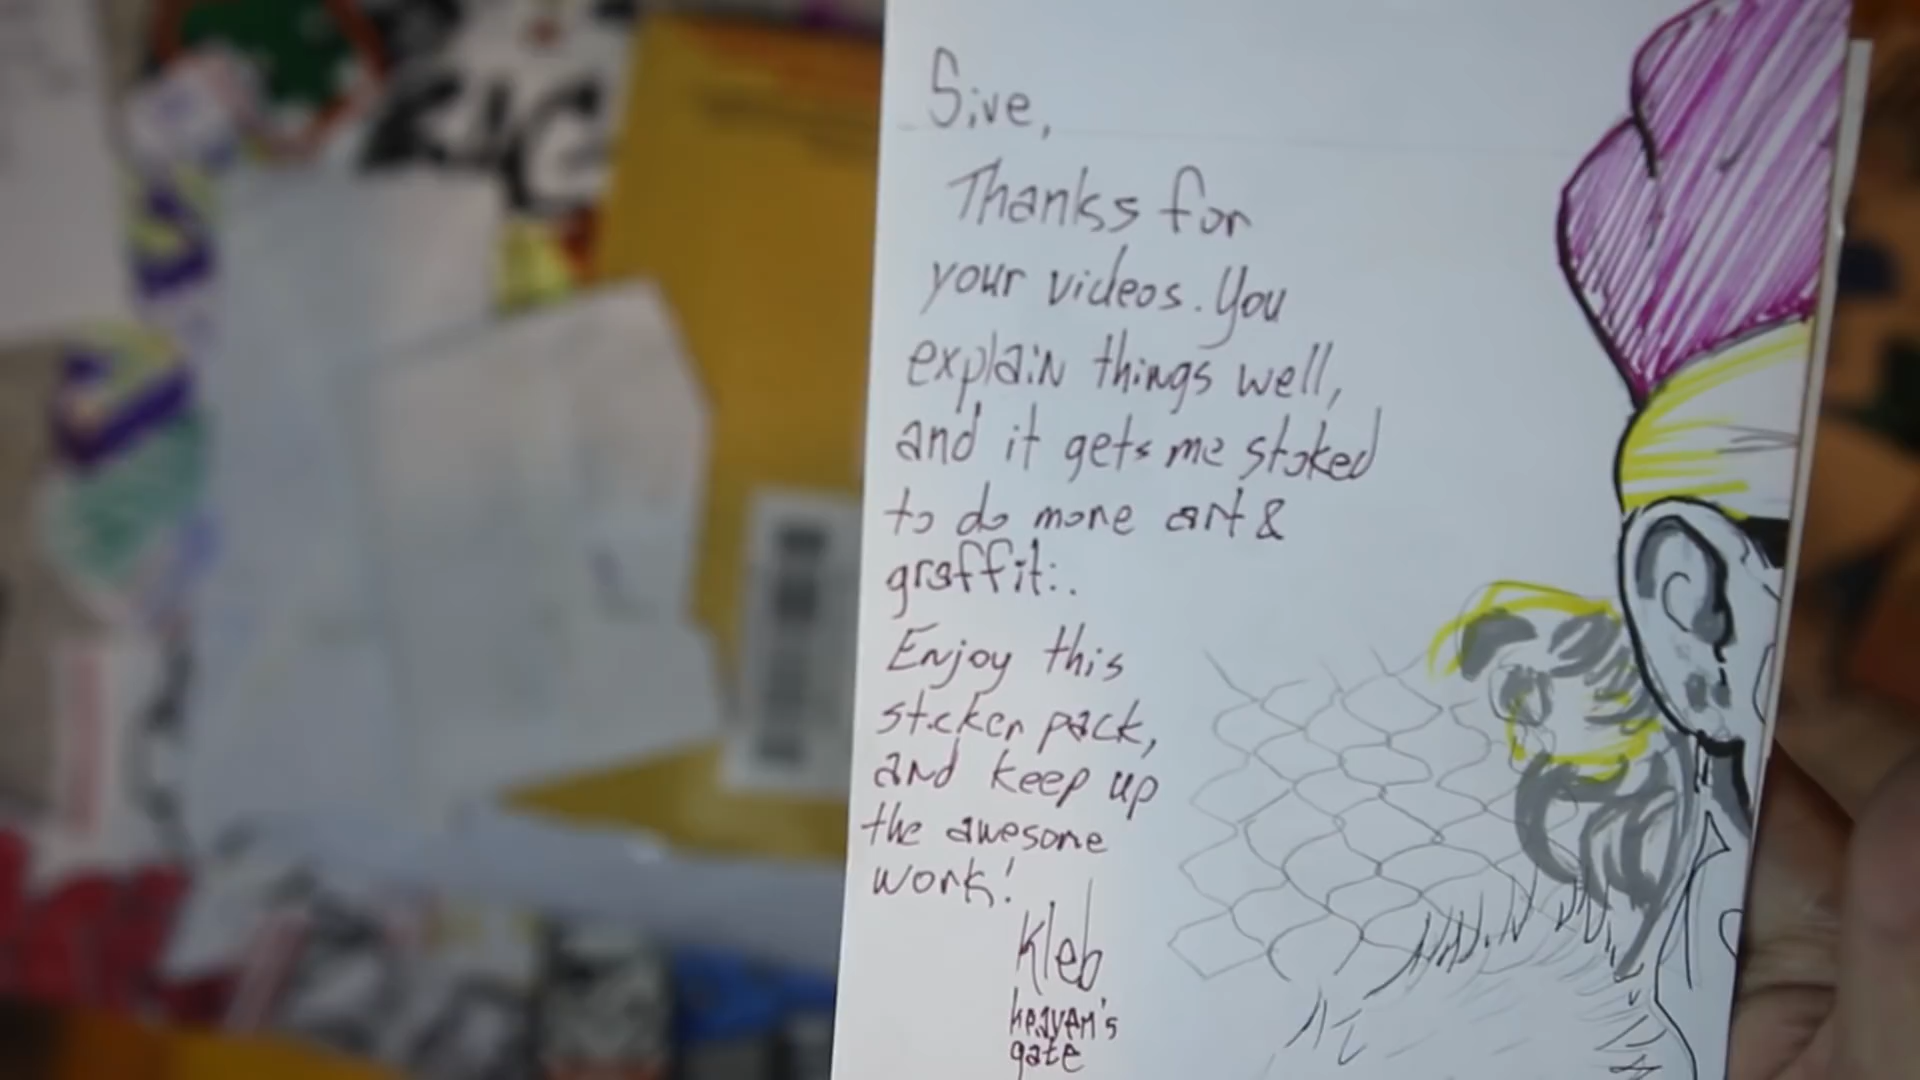 Sive,
Thanks for
your videos. You
explain things well,
and it gets me stoked
to do more art &
graffiti.
Enjoy this
sticker pack,
and keep up
the awesome
work!
Kleb
heaven's
gate